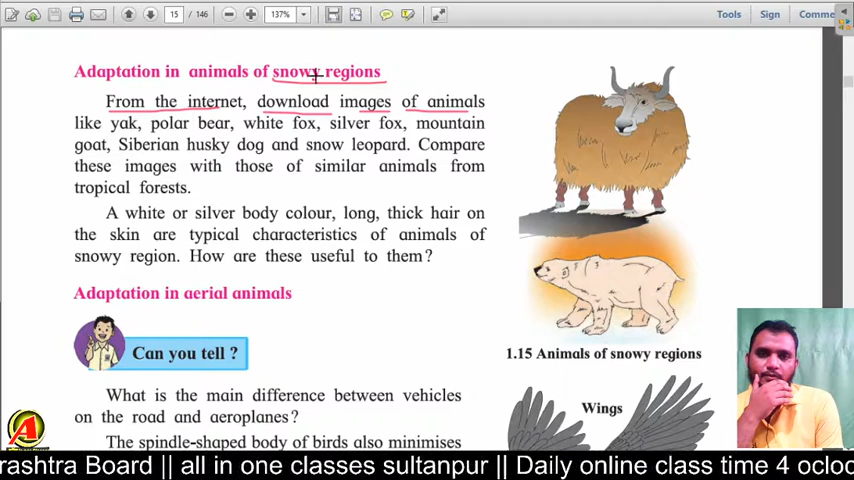 15 / 146
137%
Tools
Sign
Comme
Adaptation in animals of snowy regions
From the internet, download images of animals
like yak, polar bear, white fox, silver fox, mountain
goat, Siberian husky dog and snow leopard. Compare
these images with those of similar animals from
tropical forests.
A white or silver body colour, long, thick hair on
the skin are typical characteristics of animals of
snowy region. How are these useful to them ?
1.15 Animals of snowy regions
Adaptation in aerial animals
Can you tell ?
What is the main difference between vehicles
on the road and aeroplanes?
The spindle-shaped body of birds also minimises
Wings
A
rashtra Board || all in one classes sultanpur || Daily online class time 4 ocloc